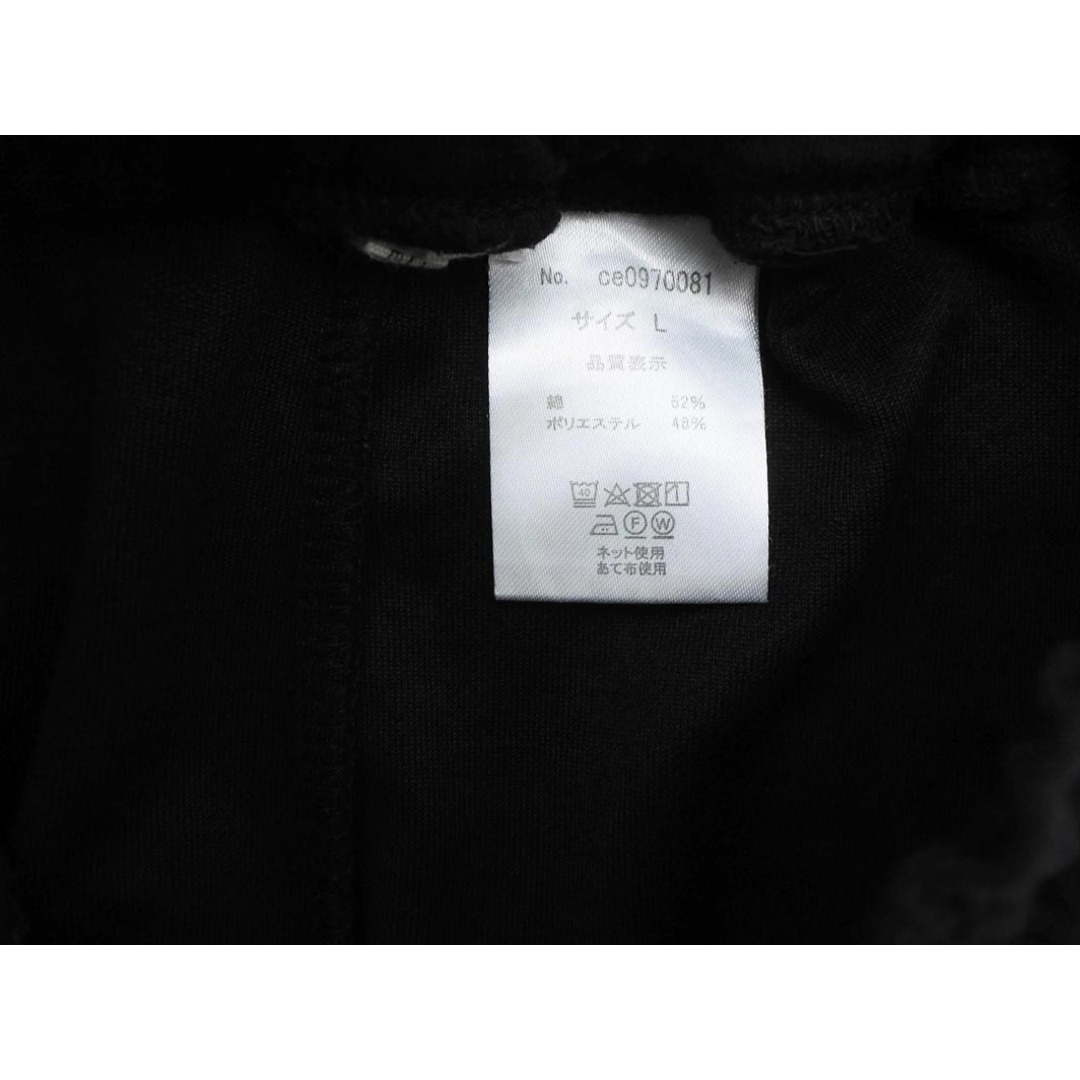 No. ce0970081
サイズ L
品質表示
綿 52%
ポリエステル 48%
40
F W
ネット使用
あて布使用